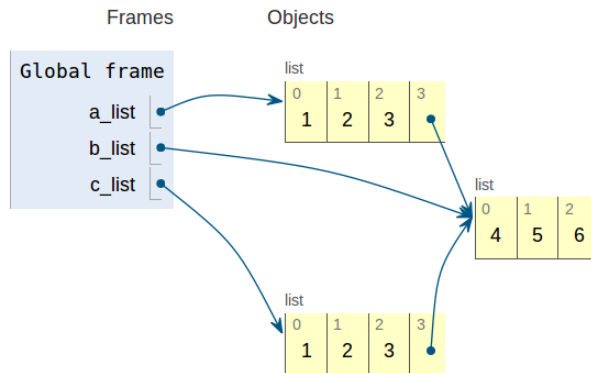 Frames Objects
Global frame
a_list
b_list
c_list
list
0 1 2 3
1 2 3
list
0 1 2
4 5 6
list
0 1 2 3
1 2 3